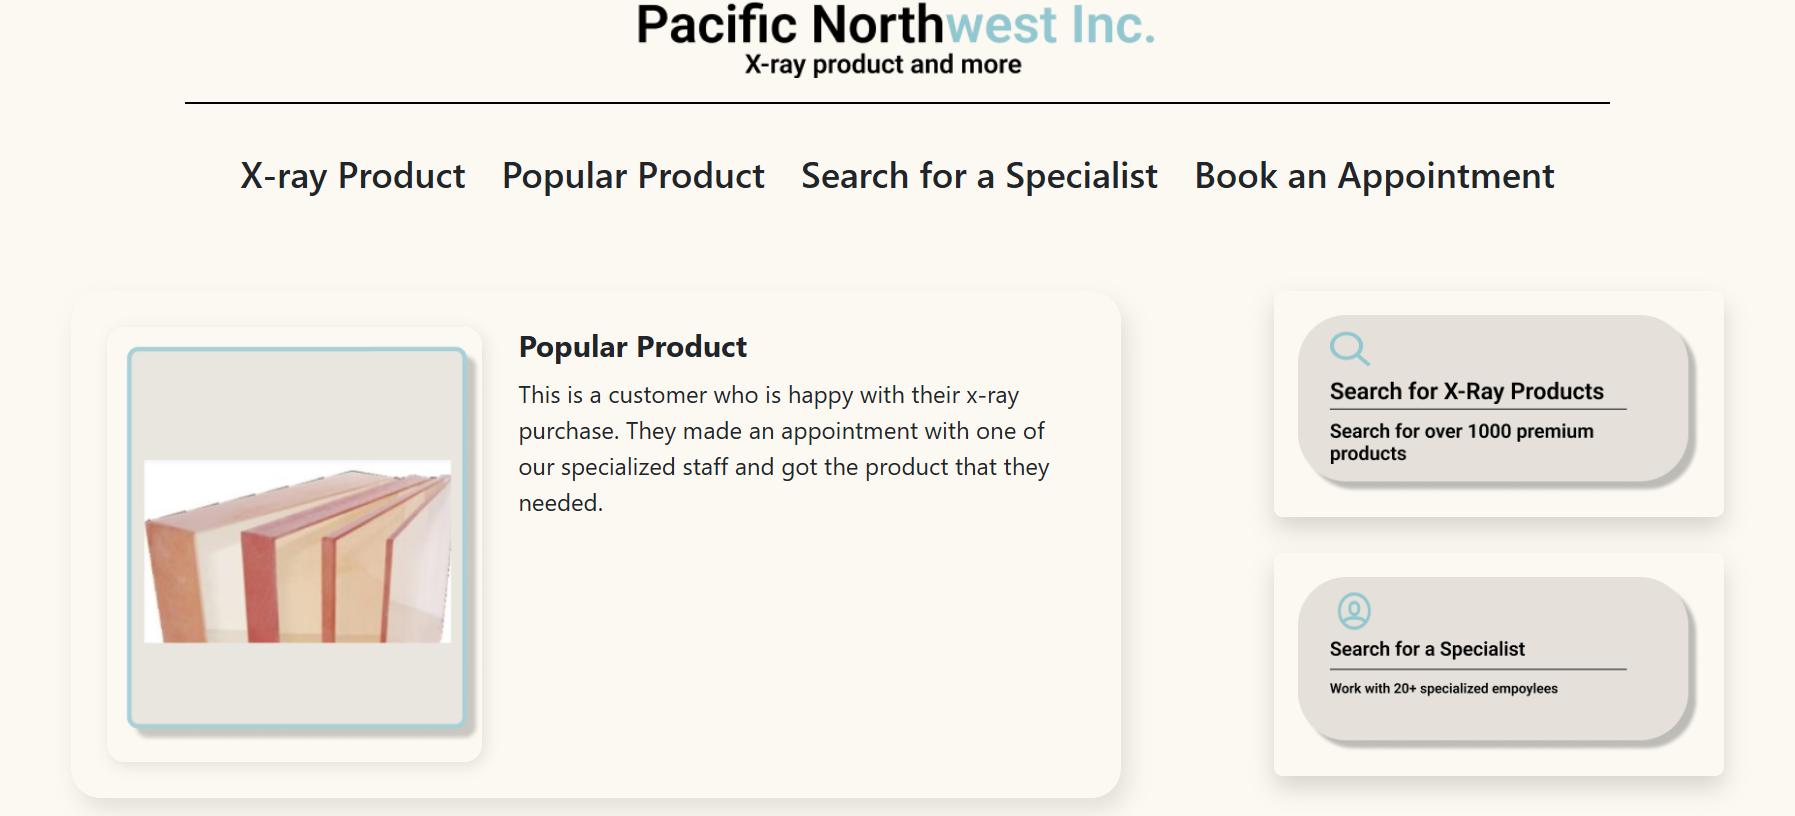 Pacific Northwest Inc.
X-ray product and more
X-ray Product Popular Product Search for a Specialist Book an Appointment
Popular Product
This is a customer who is happy with their x-ray
purchase. They made an appointment with one of
our specialized staff and got the product that they
needed.
Search for X-Ray Products
Search for over 1000 premium
products
Search for a Specialist
Work with 20+ specialized empoylees